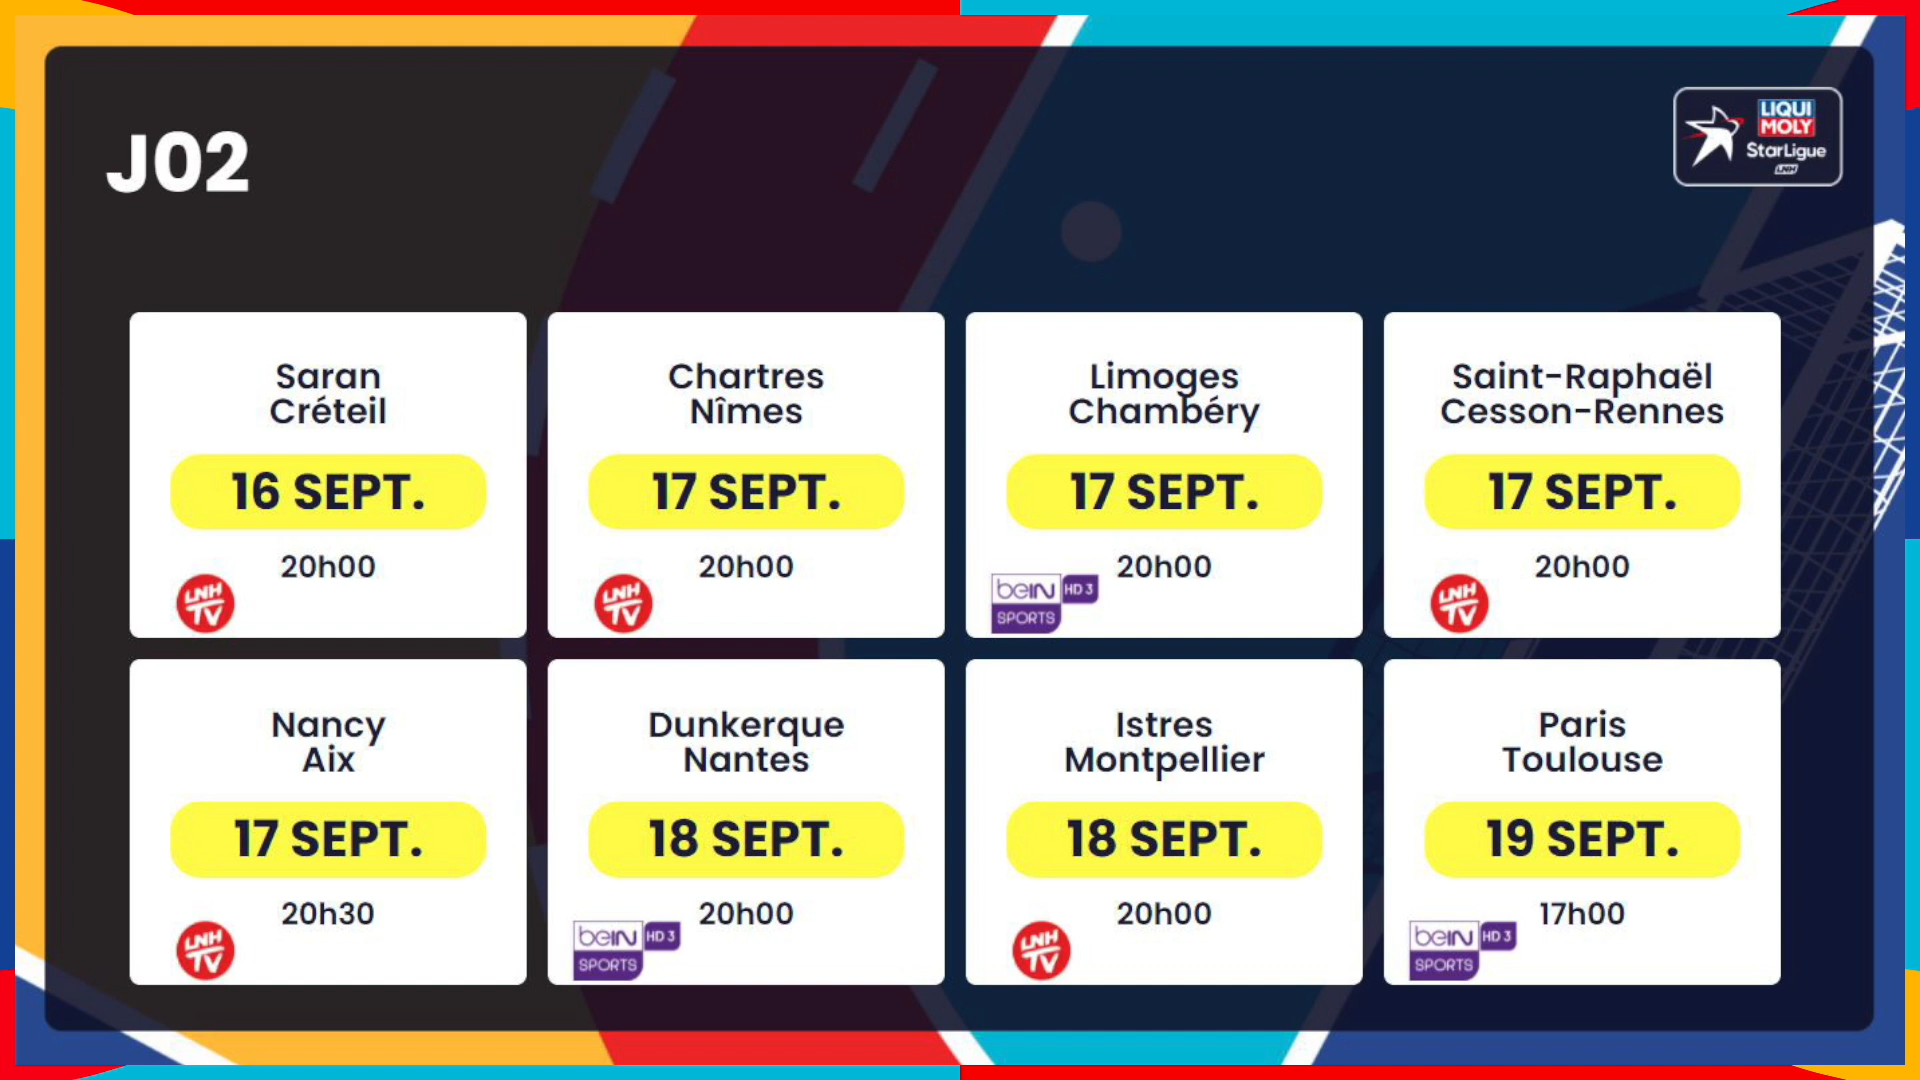 J02
LIQUI
MOLY
StarLigue
LNH
Saran
Créteil
16 SEPT.
20h00
LNH
TV
Chartres
Nîmes
17 SEPT.
20h00
LNH
TV
Limoges
Chambéry
17 SEPT.
20h00
beIN HD 3
SPORTS
Saint-Raphaël
Cesson-Rennes
17 SEPT.
20h00
LNH
TV
Nancy
Aix
17 SEPT.
20h30
LNH
TV
Dunkerque
Nantes
18 SEPT.
20h00
beIN HD 3
SPORTS
Istres
Montpellier
18 SEPT.
20h00
LNH
TV
Paris
Toulouse
19 SEPT.
17h00
beIN HD 3
SPORTS